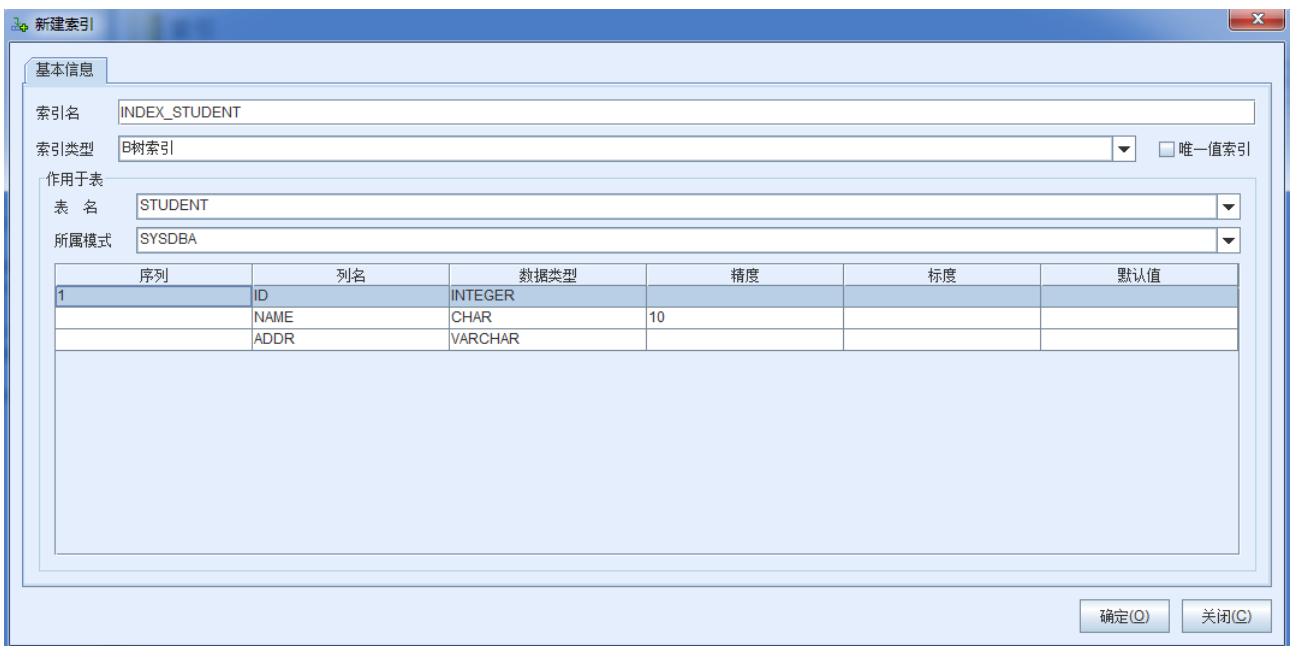 新建索引
基本信息
索引名 INDEX_STUDENT
索引类型 B树索引 唯一值索引
作用于表
表 名 STUDENT
所属模式 SYSDBA
序列 列名 数据类型 精度 标度 默认值
1 ID INTEGER
NAME CHAR 10
ADDR VARCHAR
确定(O) 关闭(C)